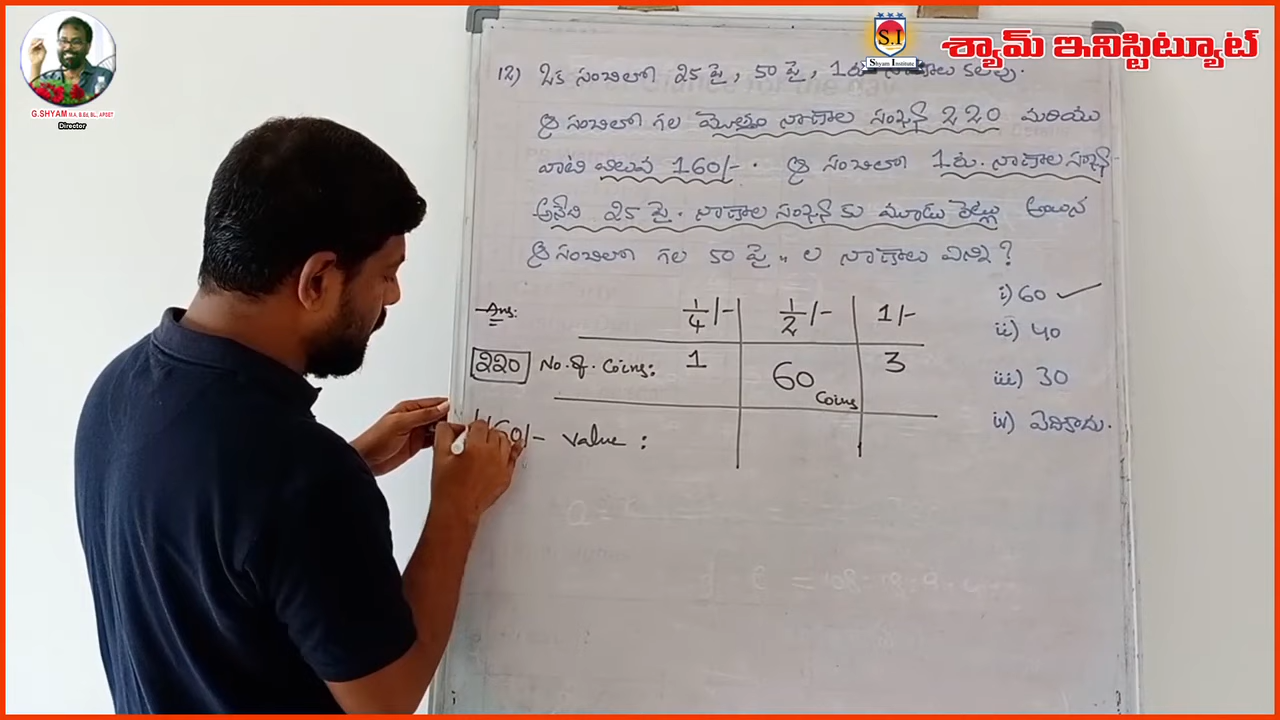 G.SHYAM M.A. B.Ed. BL., APSET
Director
S.I
Shyam Institute
శ్యామ్ ఇనిస్టిట్యూట్
12) ఒక సంచిలో 25 పై, 50 పై, 1రు. నాణాలు కలవు.
ఆ సంచిలో గల మొత్తం నాణాల సంఖ్య 220 మరియు
వాటి విలువ 160/- . ఆ సంచిలో 1రు. నాణాల సంఖ్య
అనేది 25 పై. నాణాల సంఖ్య కు మూడు రెట్లు అయిన
ఆ సంచిలో గల 50 పై " ల నాణాలు ఎన్ని ?
Ans:
1/4 /- 1/2 /- 1/-
220 No. of. Coins: 1 60 Coins 3
160/- Value :
i) 60 ✓
ii) 40
iii) 30
iv) ఏదికాదు.